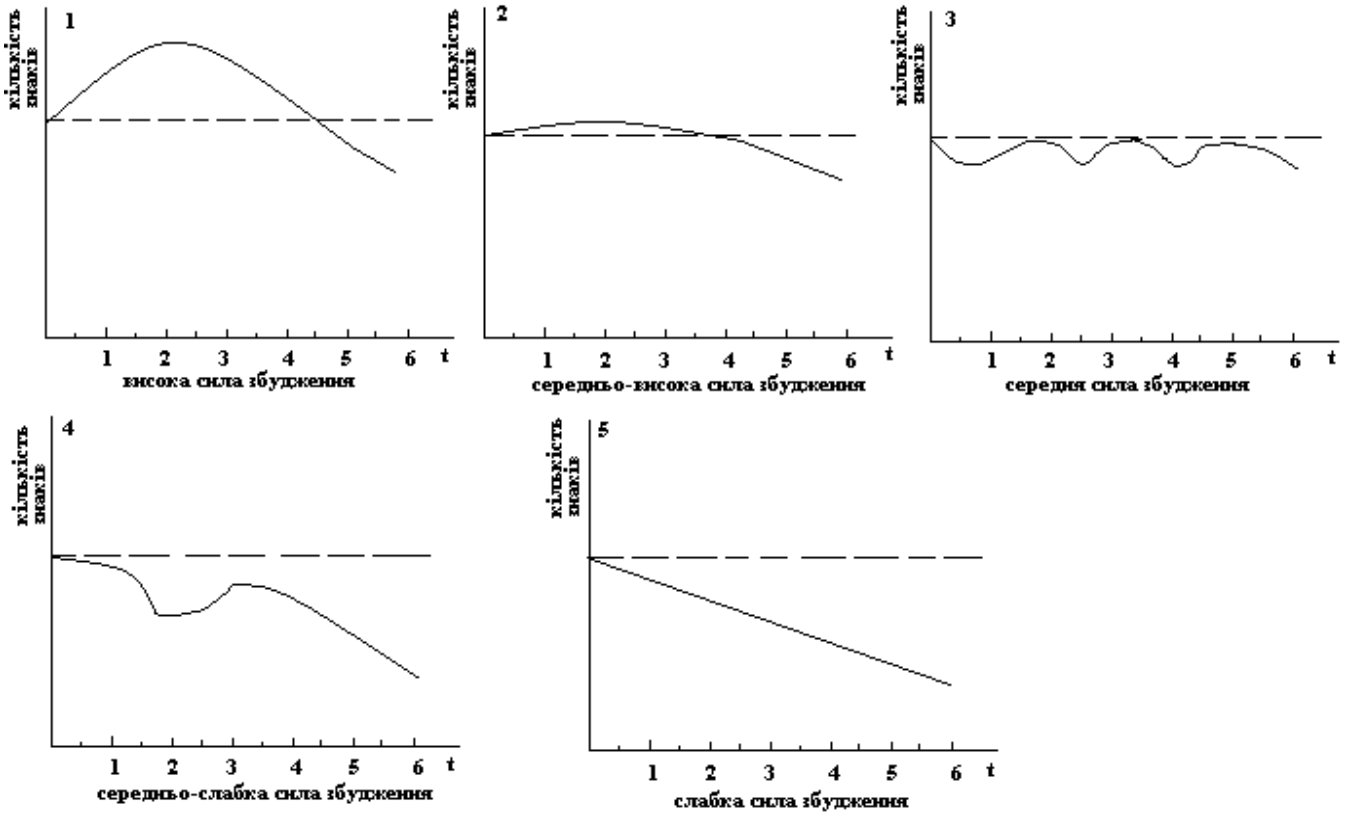 1
кількість
знаків
1 2 3 4 5 6 t
висока сила збудження
2
кількість
знаків
1 2 3 4 5 6 t
середньо-висока сила збудження
3
кількість
знаків
1 2 3 4 5 6 t
середня сила збудження
4
кількість
знаків
1 2 3 4 5 6 t
середньо-слабка сила збудження
5
кількість
знаків
1 2 3 4 5 6 t
слабка сила збудження